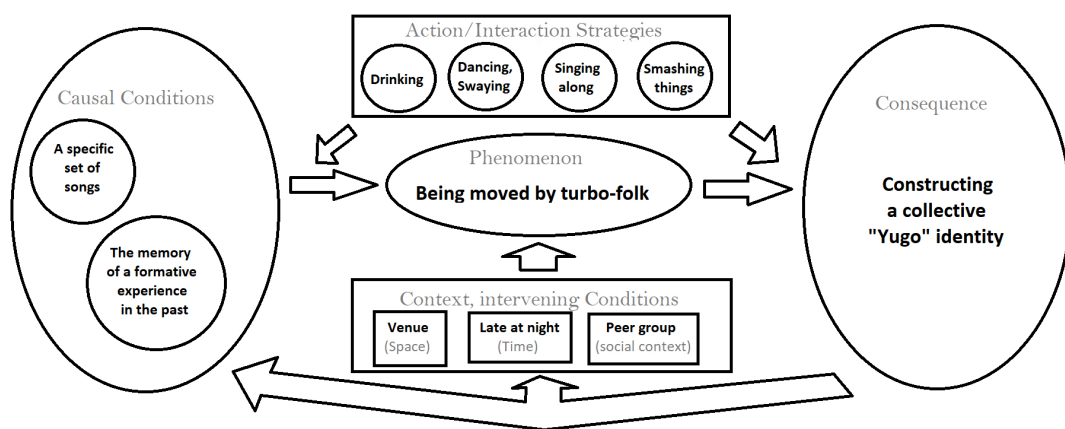 Action/Interaction Strategies
Drinking
Dancing,
Swaying
Singing
along
Smashing
things
Causal Conditions
A specific
set of
songs
The memory
of a formative
experience
in the past
Phenomenon
Being moved by turbo-folk
Consequence
Constructing
a collective
"Yugo" identity
Context, intervening Conditions
Venue
(Space)
Late at night
(Time)
Peer group
(social context)